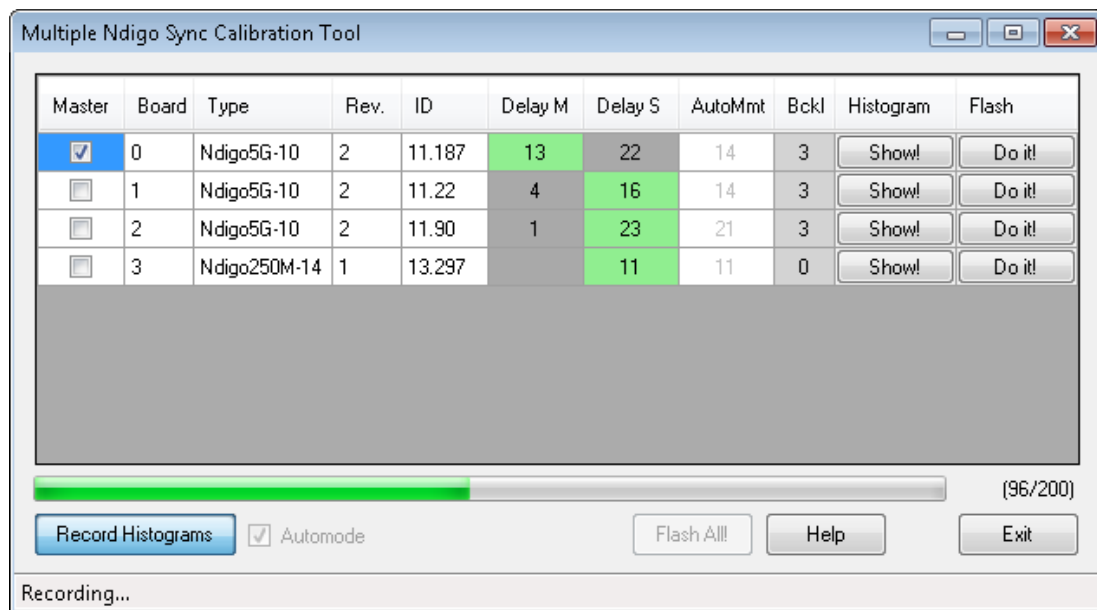 Multiple Ndigo Sync Calibration Tool
Master Board Type Rev. ID Delay M Delay S AutoMmt Bckl Histogram Flash
0 Ndigo5G-10 2 11.187 13 22 14 3 Show! Do it!
1 Ndigo5G-10 2 11.22 4 16 14 3 Show! Do it!
2 Ndigo5G-10 2 11.90 1 23 21 3 Show! Do it!
3 Ndigo250M-14 1 13.297 11 11 0 Show! Do it!
(96/200)
Record Histograms Automode Flash All! Help Exit
Recording...